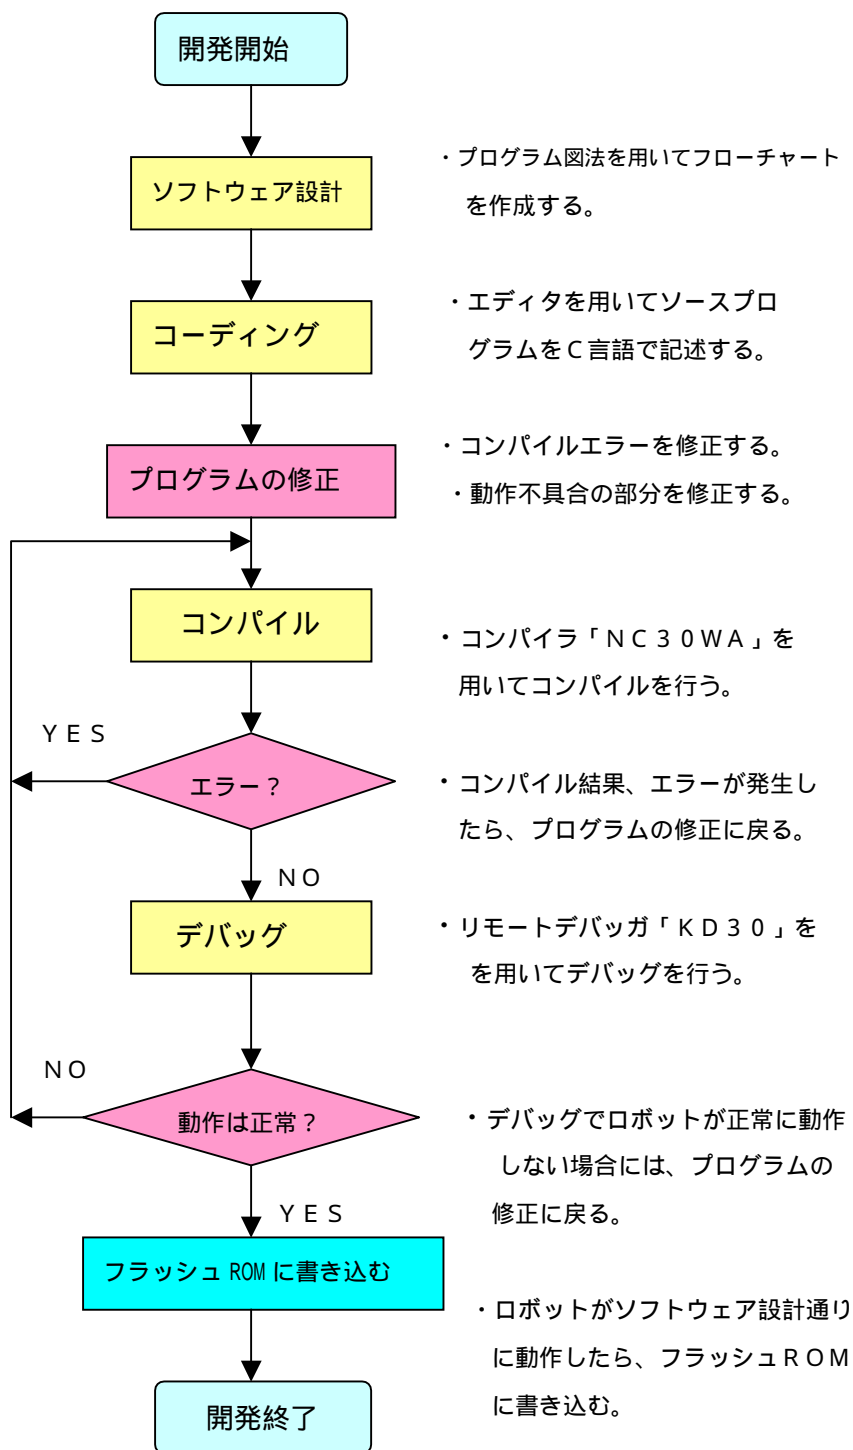 開発開始
ソフトウェア設計
・プログラム図法を用いてフローチャート
を作成する。
コーディング
・エディタを用いてソースプロ
グラムをＣ言語で記述する。
プログラムの修正
・コンパイルエラーを修正する。
・動作不具合の部分を修正する。
コンパイル
・コンパイラ「ＮＣ３０ＷＡ」を
用いてコンパイルを行う。
ＹＥＳ
エラー？
・コンパイル結果、エラーが発生し
たら、プログラムの修正に戻る。
ＮＯ
デバッグ
・リモートデバッガ「ＫＤ３０」を
を用いてデバッグを行う。
ＮＯ
動作は正常？
・デバッグでロボットが正常に動作
しない場合には、プログラムの
修正に戻る。
ＹＥＳ
フラッシュ ROM に書き込む
・ロボットがソフトウェア設計通り
に動作したら、フラッシュＲＯＭ
に書き込む。
開発終了